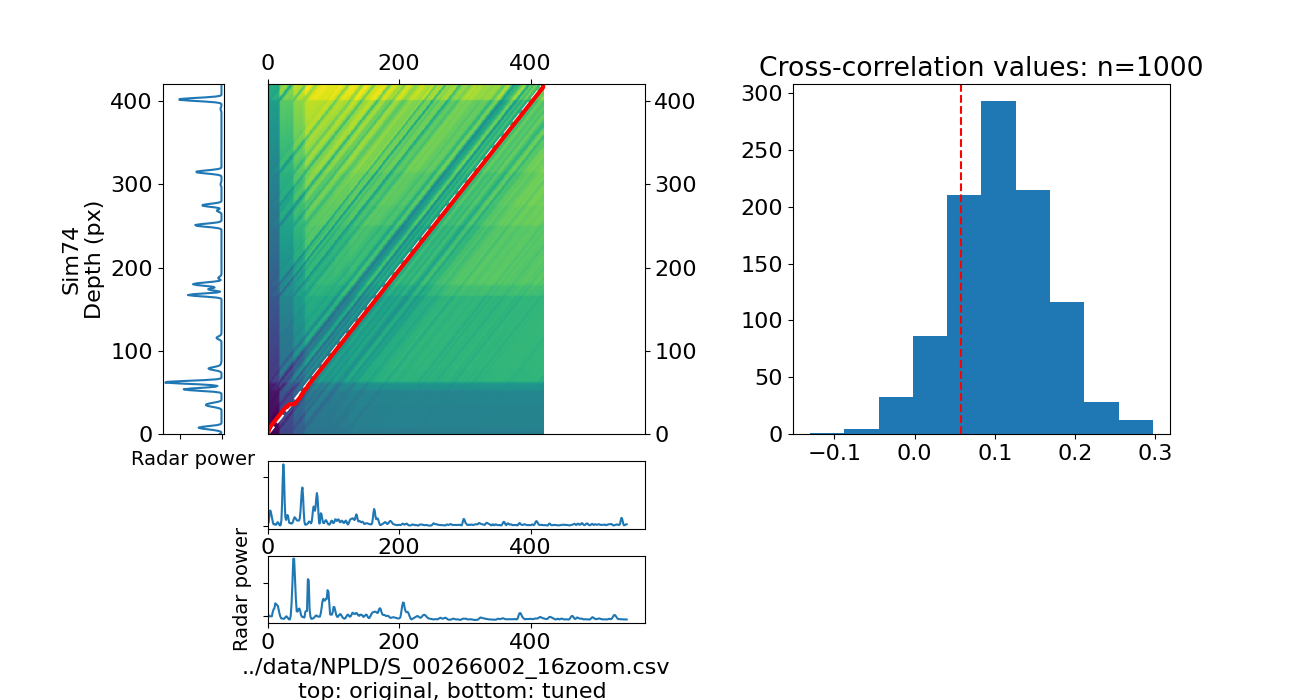 0 200 400
Cross-correlation values: n=1000
400
300
200
100
0
Sim74
Depth (px)
Radar power
400
300
200
100
0
300
250
200
150
100
50
0
−0.1 0.0 0.1 0.2 0.3
0 200 400
Radar power
0 200 400
../data/NPLD/S_00266002_16zoom.csv
top: original, bottom: tuned